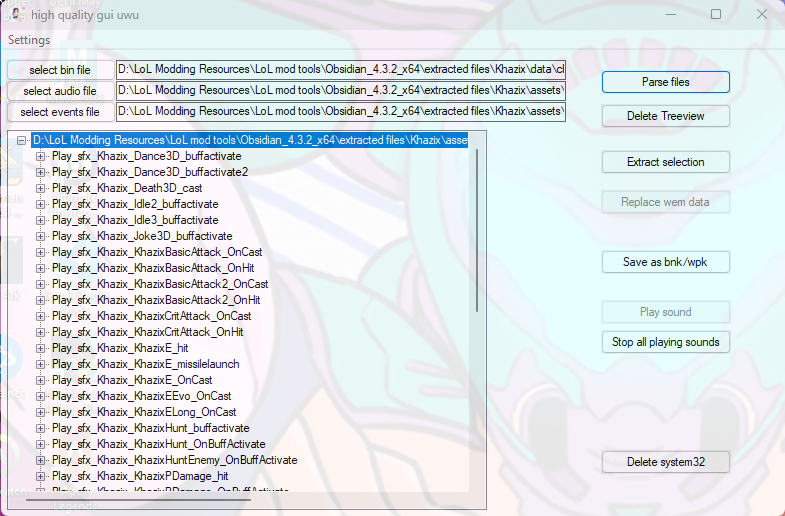 high quality gui uwu
Settings
select bin file
D:\LoL Modding Resources\LoL mod tools\Obsidian_4.3.2_x64\extracted files\Khazix\data\cl
select audio file
D:\LoL Modding Resources\LoL mod tools\Obsidian_4.3.2_x64\extracted files\Khazix\assets\
select events file
D:\LoL Modding Resources\LoL mod tools\Obsidian_4.3.2_x64\extracted files\Khazix\assets\
D:\LoL Modding Resources\LoL mod tools\Obsidian_4.3.2_x64\extracted files\Khazix\asse
Play_sfx_Khazix_Dance3D_buffactivate
Play_sfx_Khazix_Dance3D_buffactivate2
Play_sfx_Khazix_Death3D_cast
Play_sfx_Khazix_Idle2_buffactivate
Play_sfx_Khazix_Idle3_buffactivate
Play_sfx_Khazix_Joke3D_buffactivate
Play_sfx_Khazix_KhazixBasicAttack_OnCast
Play_sfx_Khazix_KhazixBasicAttack_OnHit
Play_sfx_Khazix_KhazixBasicAttack2_OnCast
Play_sfx_Khazix_KhazixBasicAttack2_OnHit
Play_sfx_Khazix_KhazixCritAttack_OnCast
Play_sfx_Khazix_KhazixCritAttack_OnHit
Play_sfx_Khazix_KhazixE_hit
Play_sfx_Khazix_KhazixE_missilelaunch
Play_sfx_Khazix_KhazixE_OnCast
Play_sfx_Khazix_KhazixEEvo_OnCast
Play_sfx_Khazix_KhazixELong_OnCast
Play_sfx_Khazix_KhazixHunt_buffactivate
Play_sfx_Khazix_KhazixHunt_OnBuffActivate
Play_sfx_Khazix_KhazixHuntEnemy_OnBuffActivate
Play_sfx_Khazix_KhazixPDamage_hit
Play_sfx_Khazix_KhazixPDamage_OnBuffActivate
Parse files
Delete Treeview
Extract selection
Replace wem data
Save as bnk/wpk
Play sound
Stop all playing sounds
Delete system32